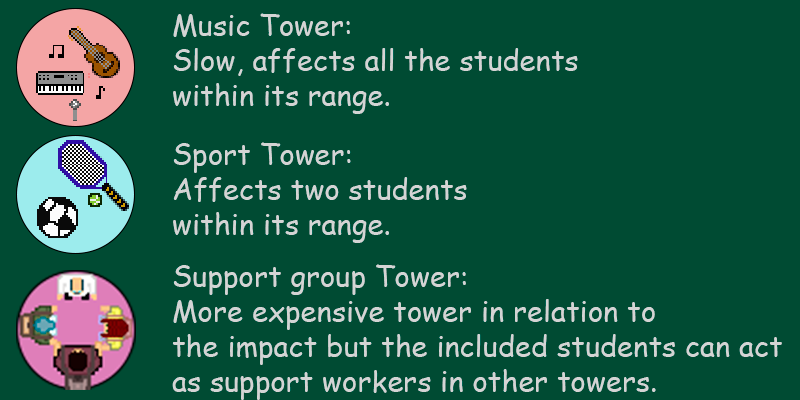 Music Tower:
Slow, affects all the students
within its range.
Sport Tower:
Affects two students
within its range.
Support group Tower:
More expensive tower in relation to
the impact but the included students can act
as support workers in other towers.